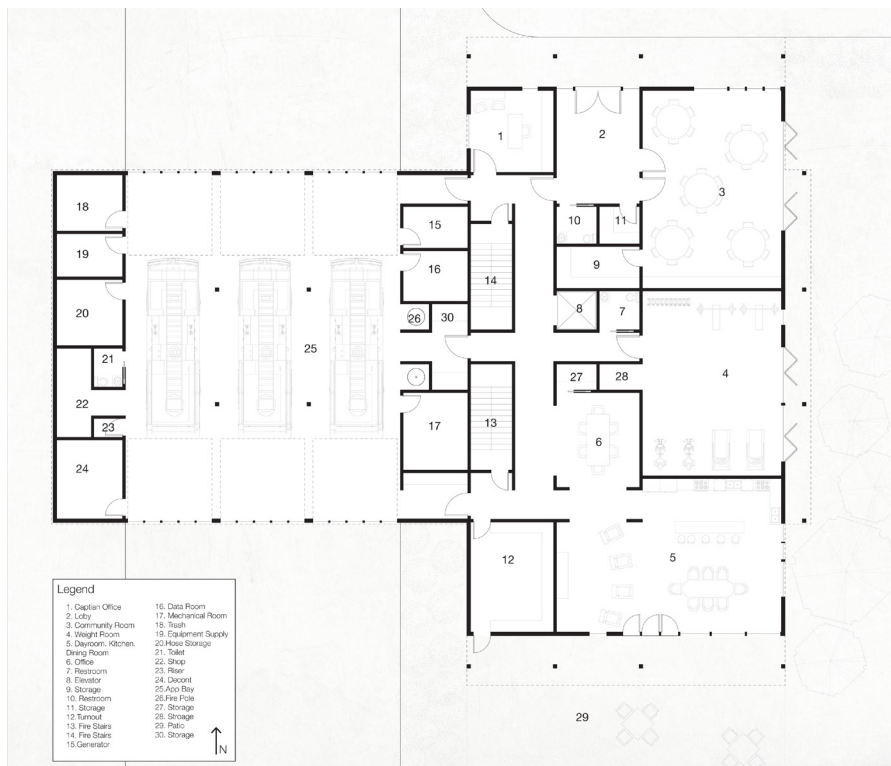 1
2
3
18
15
10
11
19
16
9
14
20
30
8
7
26
25
21
4
27
28
22
17
13
6
23
24
12
5
29
Legend
1. Captian Office
2. Loby
3. Community Room
4. Weight Room
5. Dayroom, Kitchen,
Dining Room
6. Office
7. Restroom
8. Elevator
9. Storage
10. Restroom
11. Storage
12.Turnout
13. Fire Stairs
14. Fire Stairs
15.Generator
16. Data Room
17. Mechanical Room
18. Trash
19. Equipment Supply
20.Hose Storage
21. Toilet
22. Shop
23. Riser
24. Decont
25.App Bay
26.Fire Pole
27. Storage
28. Stroage
29. Patio
30. Storage
N